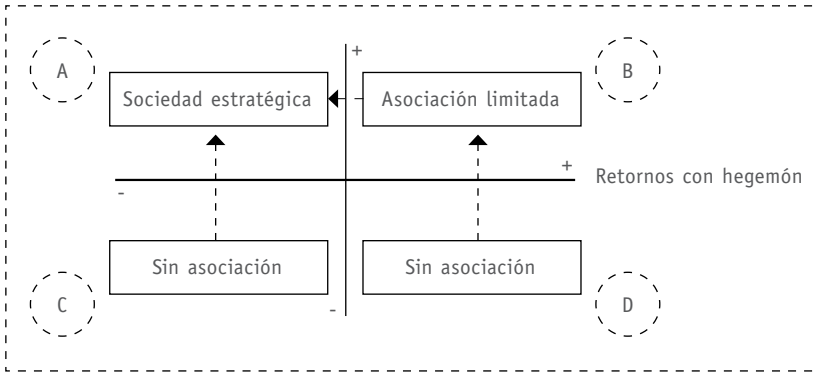 A
+
B
Sociedad estratégica
Asociación limitada
+
Retornos con hegemón
-
Sin asociación
Sin asociación
C
-
D